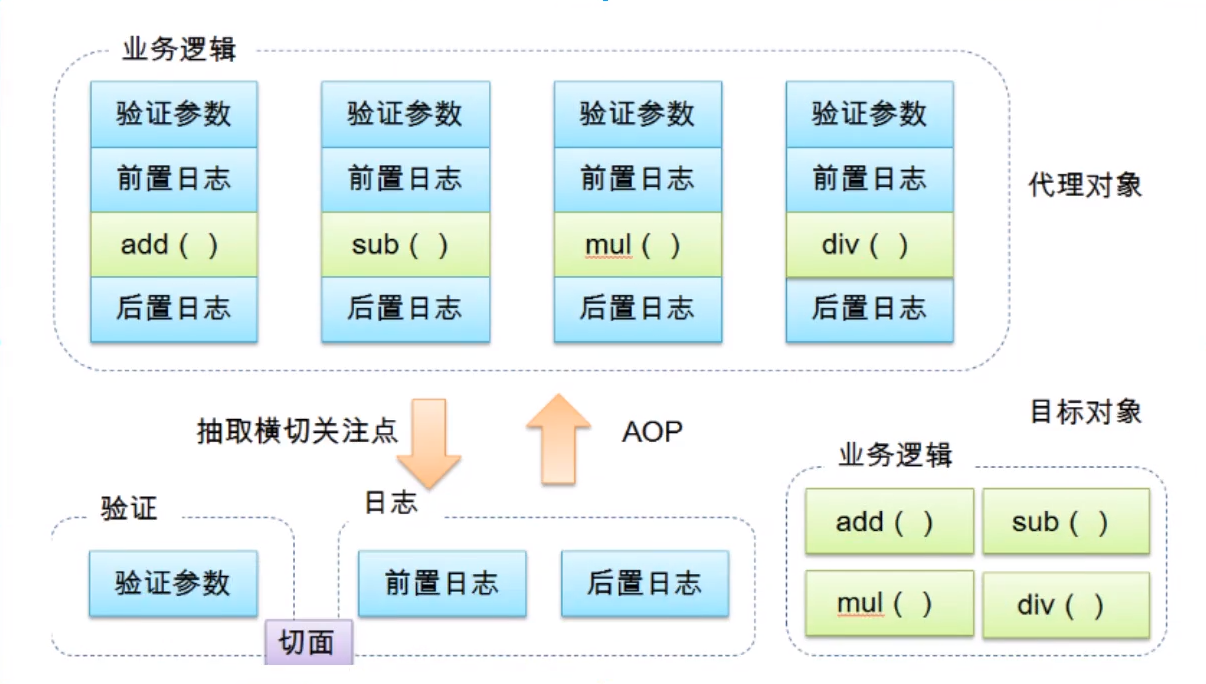 业务逻辑
验证参数 验证参数 验证参数 验证参数
前置日志 前置日志 前置日志 前置日志
代理对象
add（ ） sub（ ） mul（ ） div（ ）
后置日志 后置日志 后置日志 后置日志
抽取横切关注点
AOP
目标对象
业务逻辑
验证
日志
add（ ） sub（ ）
验证参数
前置日志 后置日志
mul（ ） div（ ）
切面